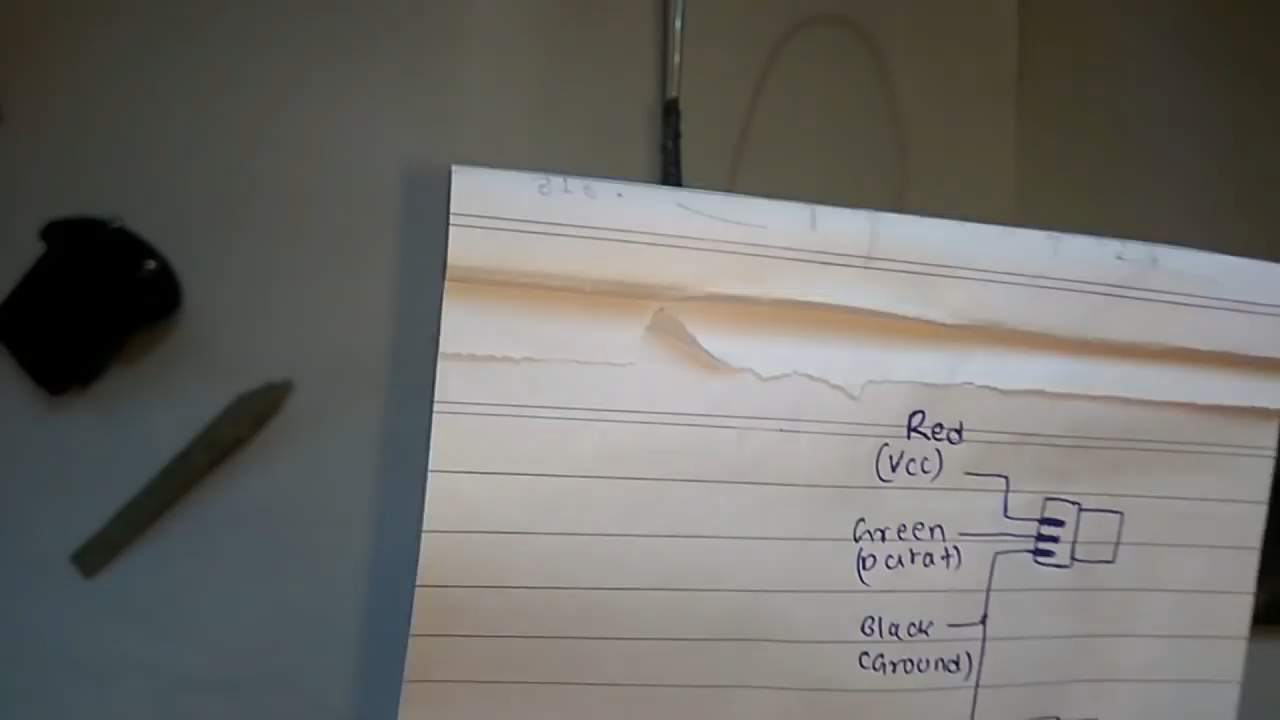 Red
(Vcc)
Green
(Data+)
Black
(Ground)